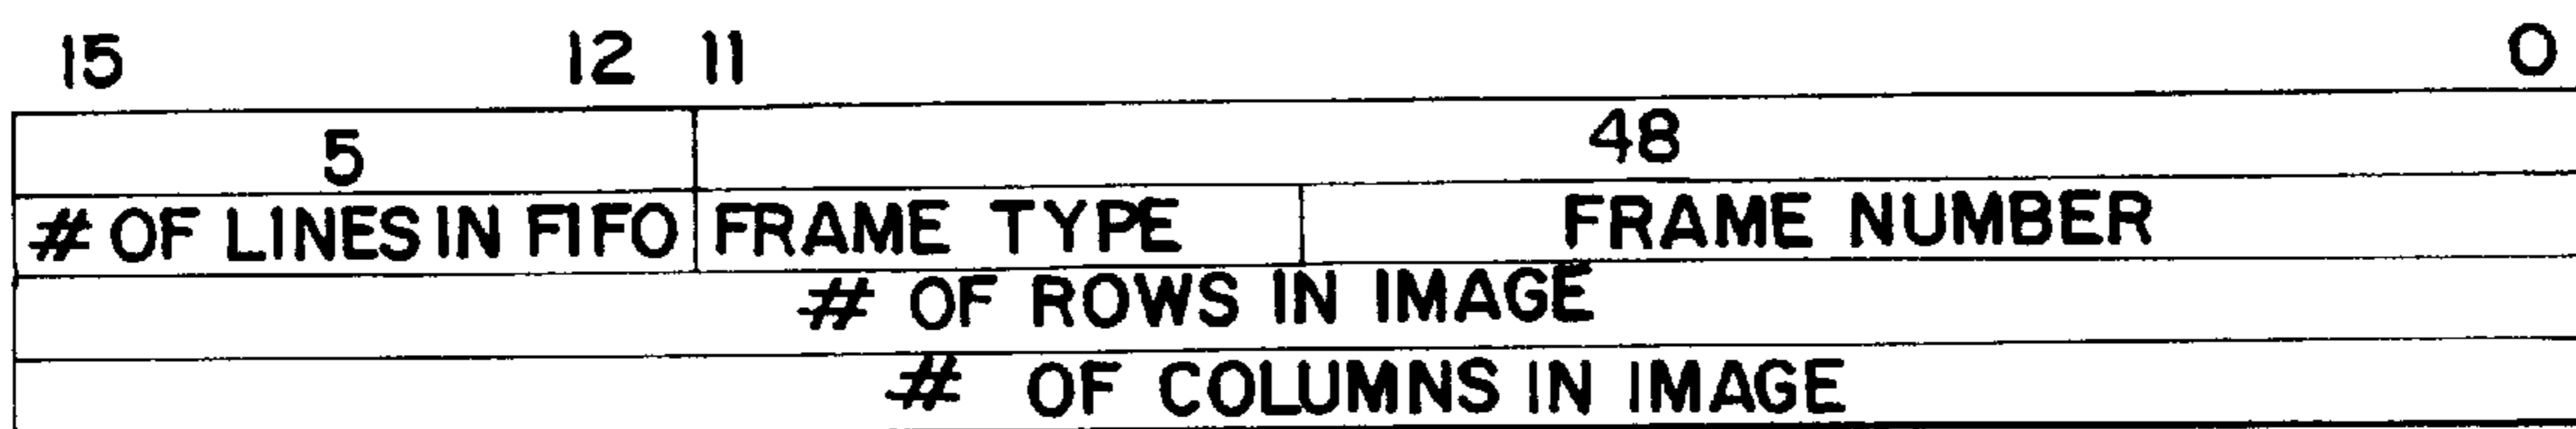 15 12 11 0
5 48
# OF LINES IN FIFO FRAME TYPE FRAME NUMBER
# OF ROWS IN IMAGE
# OF COLUMNS IN IMAGE